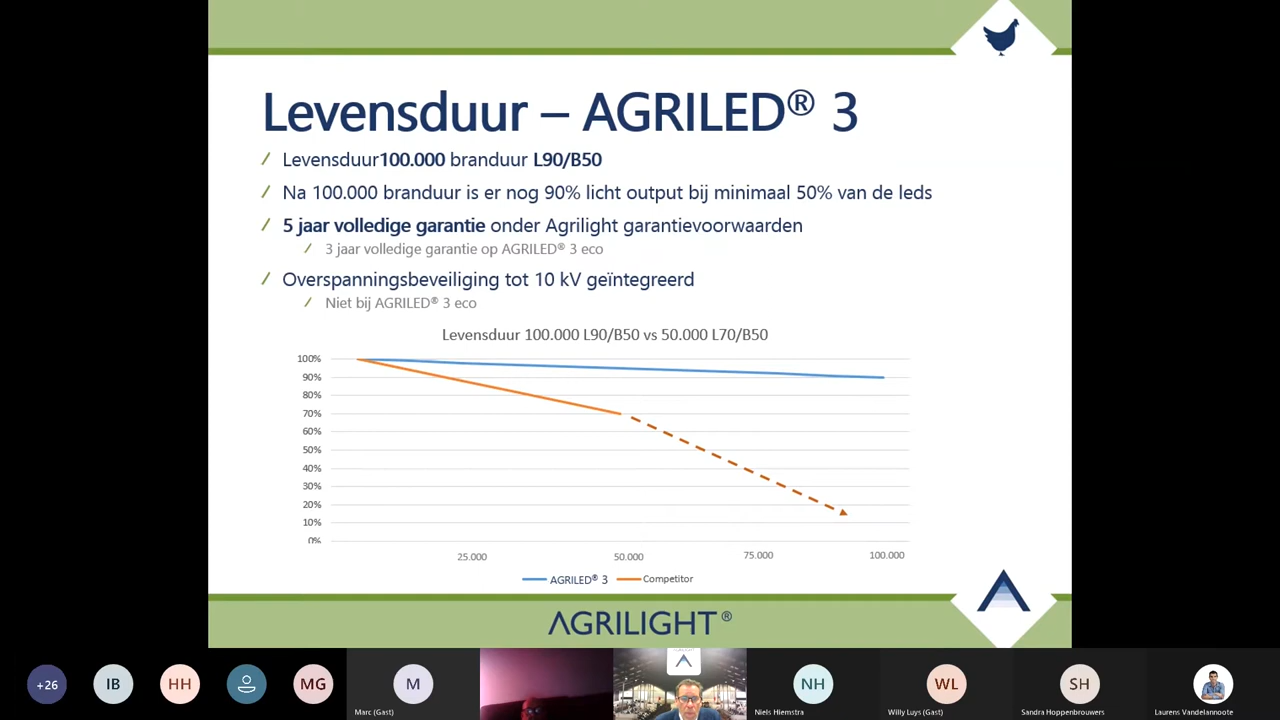 Levensduur – AGRILED® 3
Levensduur100.000 branduur L90/B50
Na 100.000 branduur is er nog 90% licht output bij minimaal 50% van de leds
5 jaar volledige garantie onder Agrilight garantievoorwaarden
3 jaar volledige garantie op AGRILED® 3 eco
Overspanningsbeveiliging tot 10 kV geïntegreerd
Niet bij AGRILED® 3 eco
Levensduur 100.000 L90/B50 vs 50.000 L70/B50
100%
90%
80%
70%
60%
50%
40%
30%
20%
10%
0%
25.000 50.000 75.000 100.000
AGRILED® 3 Competitor
AGRILIGHT®
+26 IB HH MG M NH WL SH
Marc (Gast) Niels Hiemstra Willy Luys (Gast) Sandra Hoppenbrouwers Laurens Vandelannoote